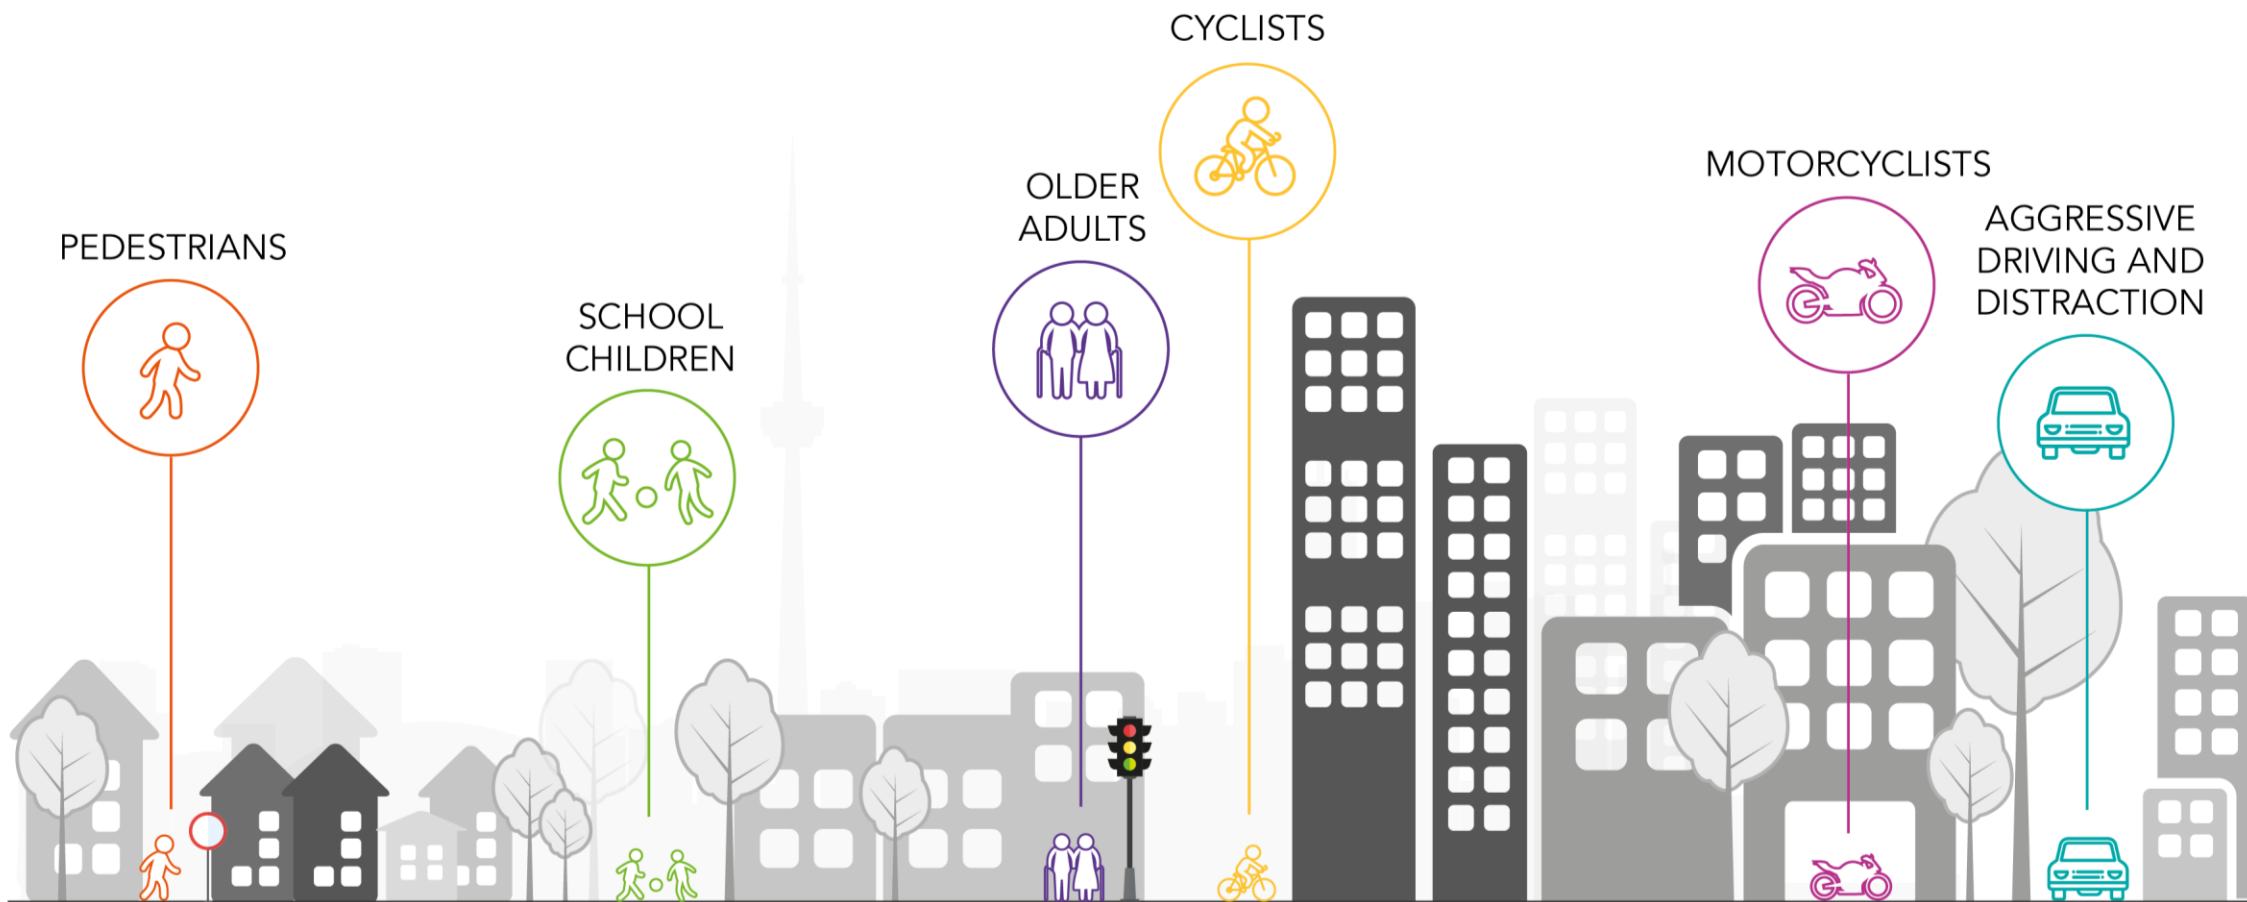 PEDESTRIANS
SCHOOL
CHILDREN
OLDER
ADULTS
CYCLISTS
MOTORCYCLISTS
AGGRESSIVE
DRIVING AND
DISTRACTION